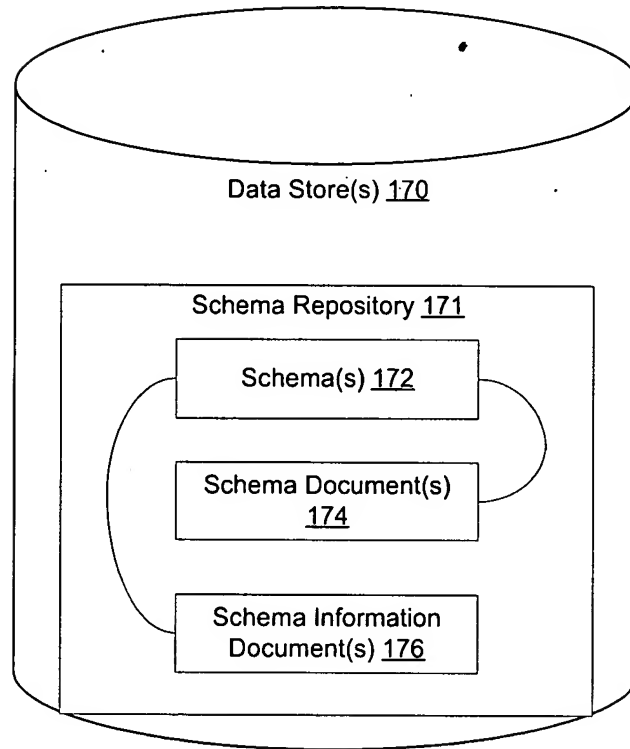 Data Store(s) 170
Schema Repository 171
Schema(s) 172
Schema Document(s)
174
Schema Information
Document(s) 176